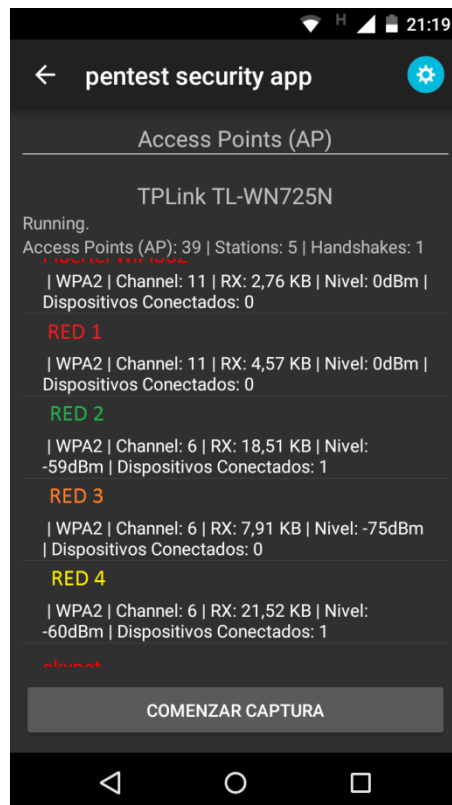 H 21:19
pentest security app
Access Points (AP)
TPLink TL-WN725N
Running.
Access Points (AP): 39 | Stations: 5 | Handshakes: 1
| WPA2 | Channel: 11 | RX: 2,76 KB | Nivel: 0dBm |
Dispositivos Conectados: 0
RED 1
| WPA2 | Channel: 11 | RX: 4,57 KB | Nivel: 0dBm |
Dispositivos Conectados: 0
RED 2
| WPA2 | Channel: 6 | RX: 18,51 KB | Nivel:
-59dBm | Dispositivos Conectados: 1
RED 3
| WPA2 | Channel: 6 | RX: 7,91 KB | Nivel: -75dBm
| Dispositivos Conectados: 0
RED 4
| WPA2 | Channel: 6 | RX: 21,52 KB | Nivel:
-60dBm | Dispositivos Conectados: 1
COMENZAR CAPTURA